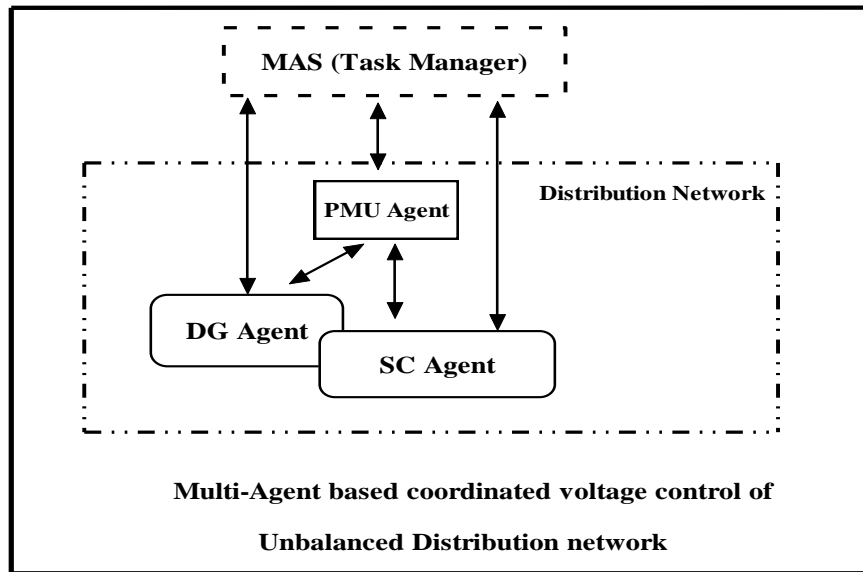 MAS (Task Manager)
Distribution Network
PMU Agent
DG Agent
SC Agent
Multi-Agent based coordinated voltage control of
Unbalanced Distribution network